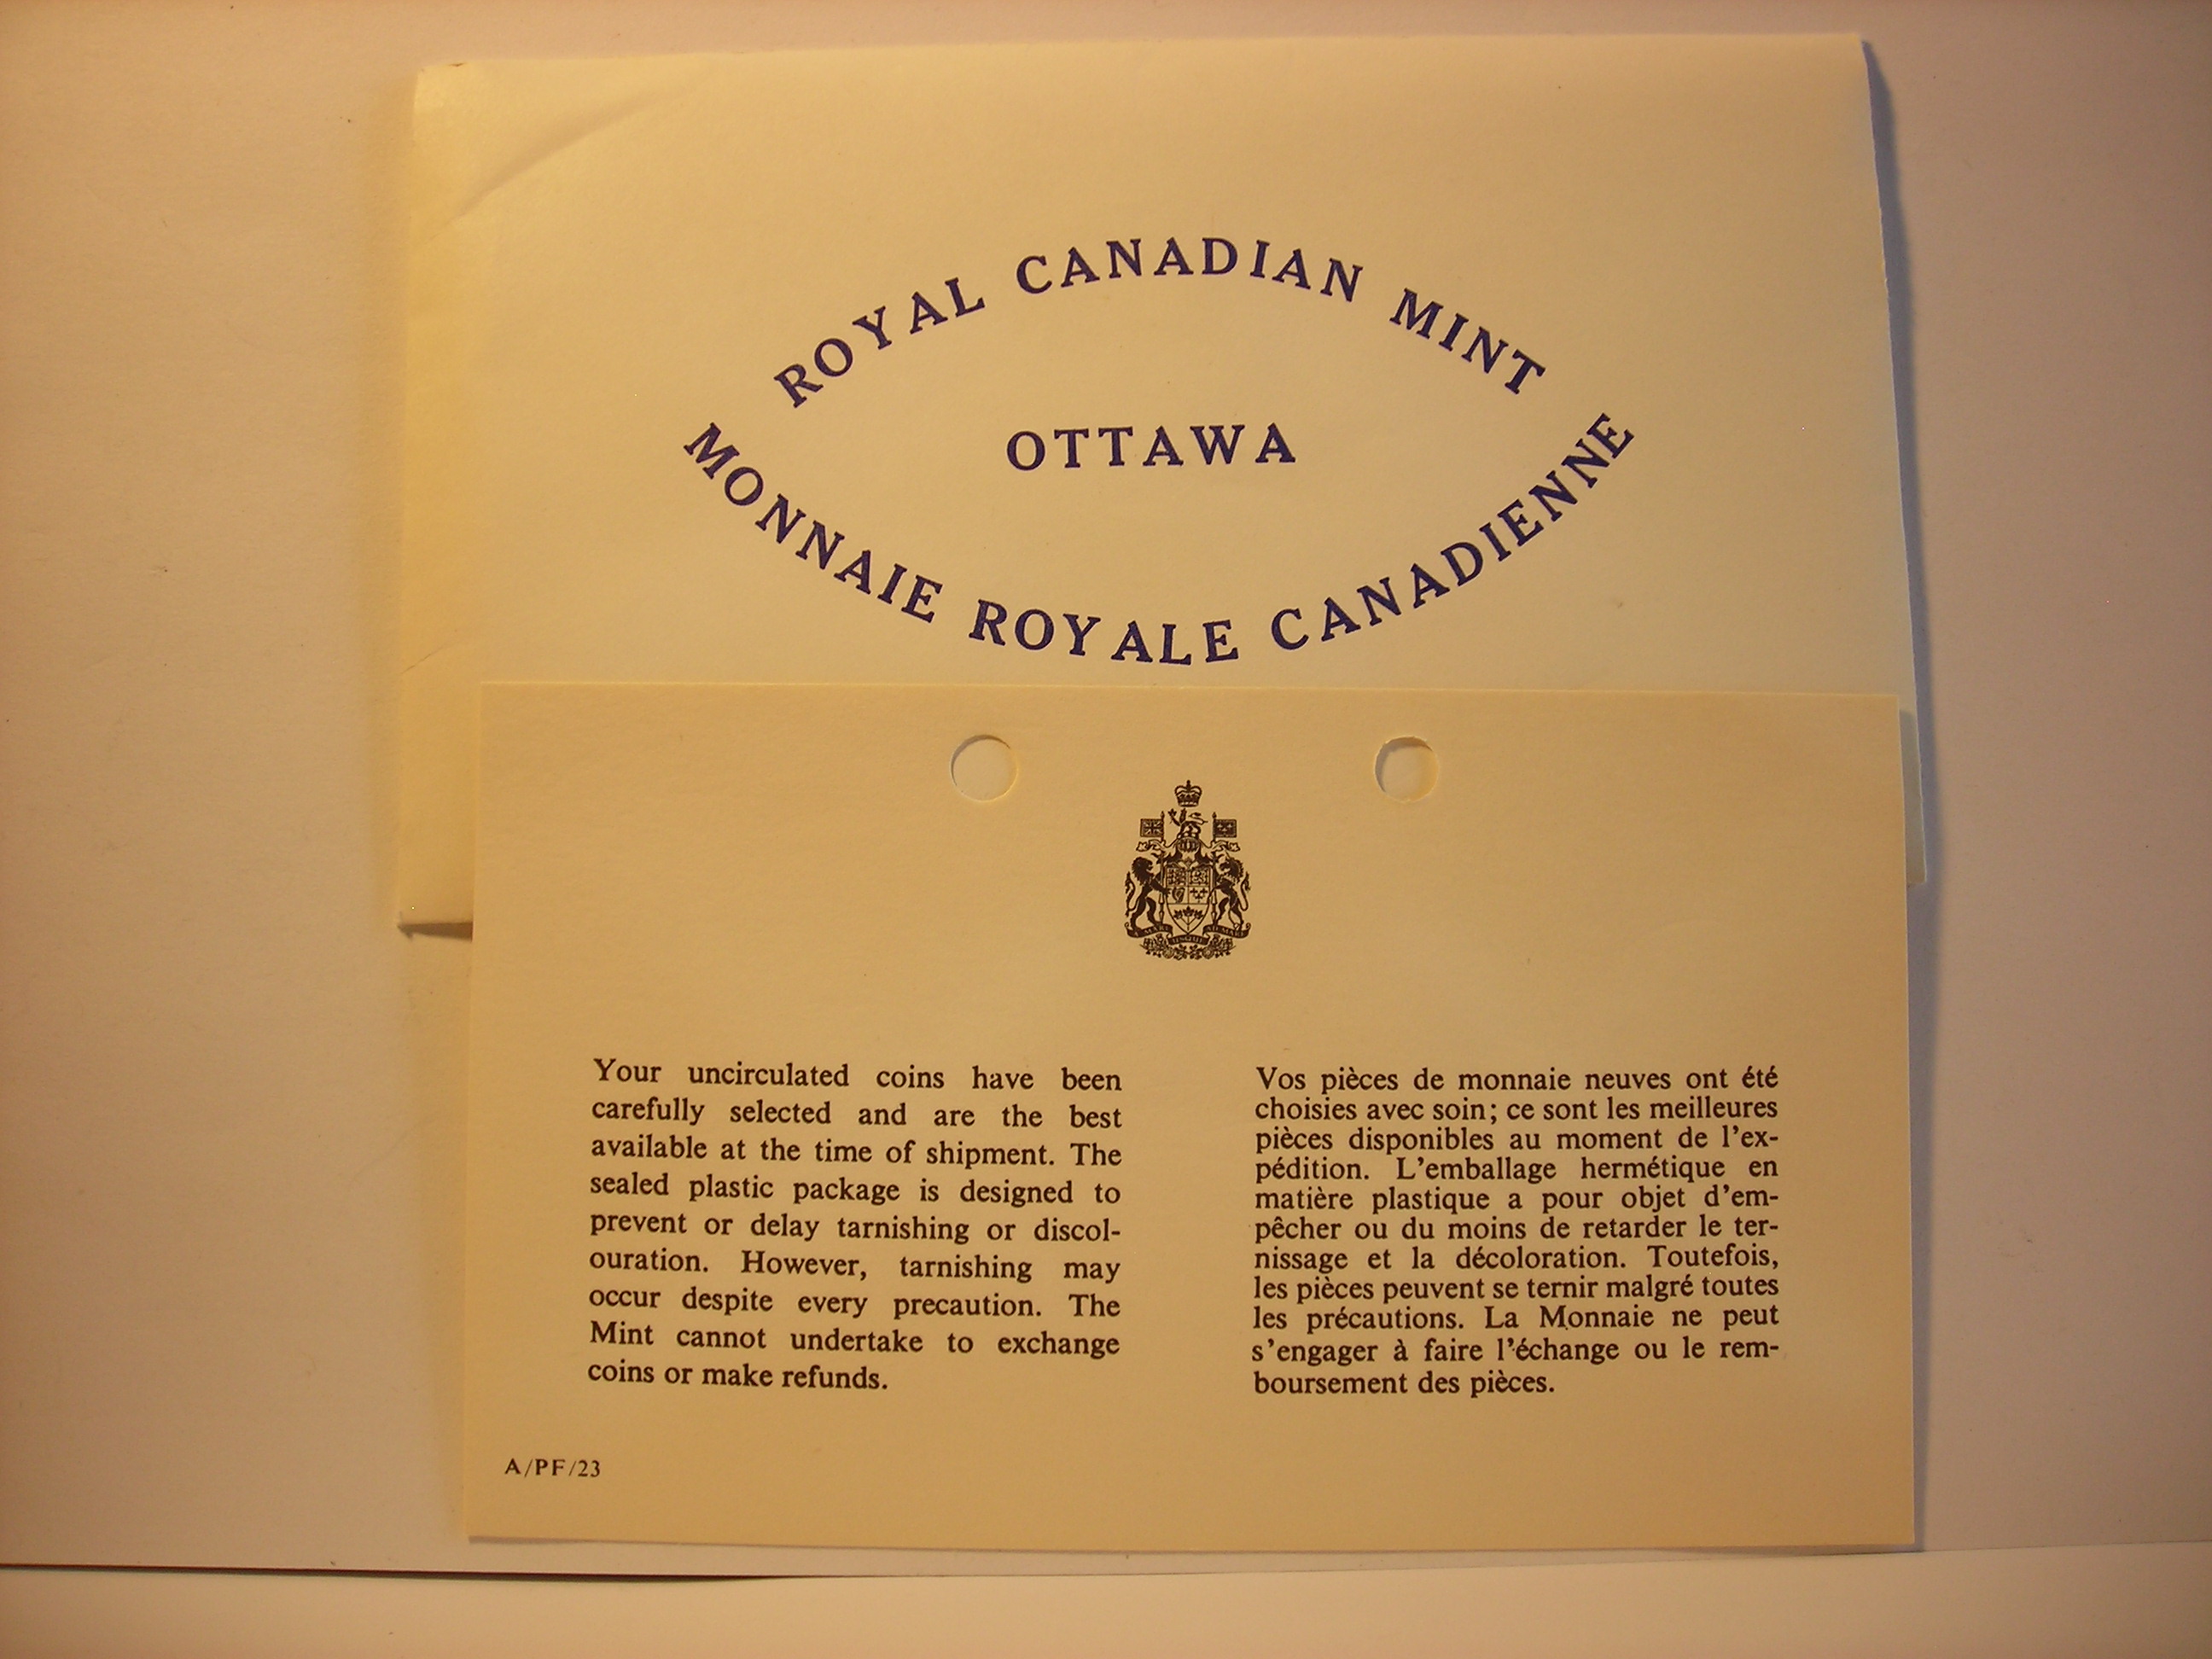 ROYAL CANADIAN MINT
OTTAWA
MONNAIE ROYALE CANADIENNE
Your uncirculated coins have been
carefully selected and are the best
available at the time of shipment. The
sealed plastic package is designed to
prevent or delay tarnishing or discol-
ouration. However, tarnishing may
occur despite every precaution. The
Mint cannot undertake to exchange
coins or make refunds.
Vos pièces de monnaie neuves ont été
choisies avec soin; ce sont les meilleures
pièces disponibles au moment de l'ex-
pédition. L'emballage hermétique en
matière plastique a pour objet d'em-
pêcher ou du moins de retarder le ter-
nissage et la décoloration. Toutefois,
les pièces peuvent se ternir malgré toutes
les précautions. La Monnaie ne peut
s'engager à faire l'échange ou le rem-
boursement des pièces.
A/PF/23